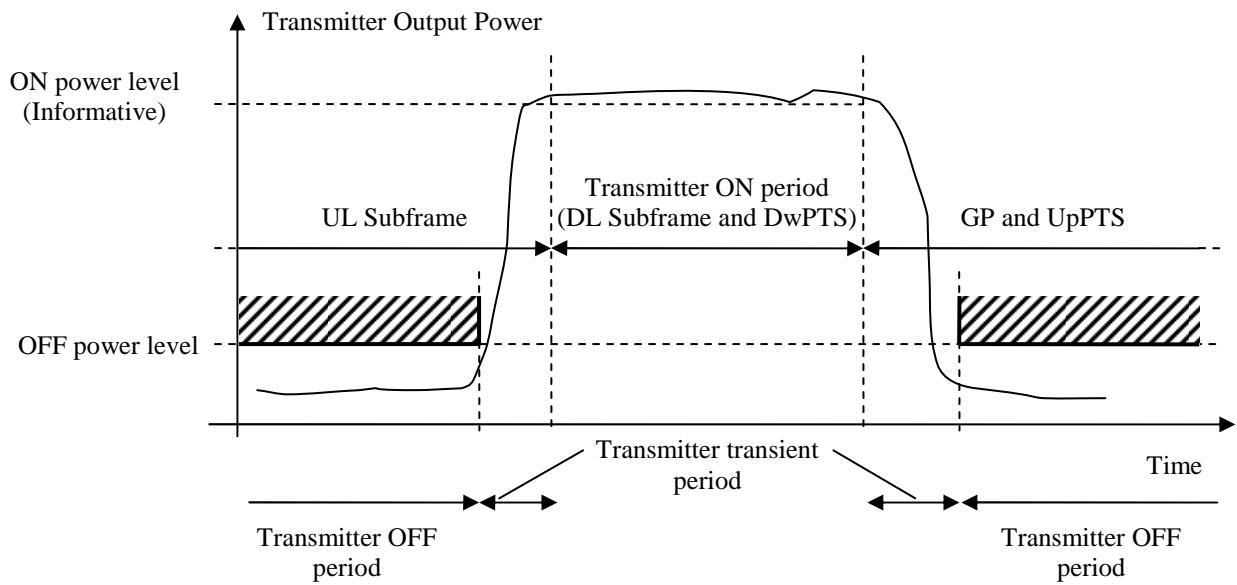 Transmitter Output Power
ON power level
(Informative)
Transmitter ON period
(DL Subframe and DwPTS)
UL Subframe
GP and UpPTS
OFF power level
Transmitter transient
period
Time
Transmitter OFF
period
Transmitter OFF
period